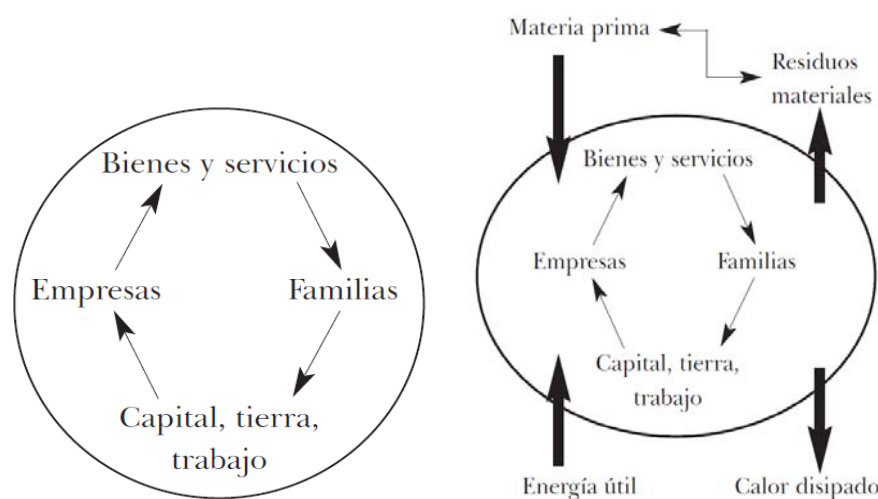 Bienes y servicios
Empresas
Familias
Capital, tierra,
trabajo
Materia prima
Residuos
materiales
Bienes y servicios
Empresas
Familias
Capital, tierra,
trabajo
Energía útil
Calor disipado